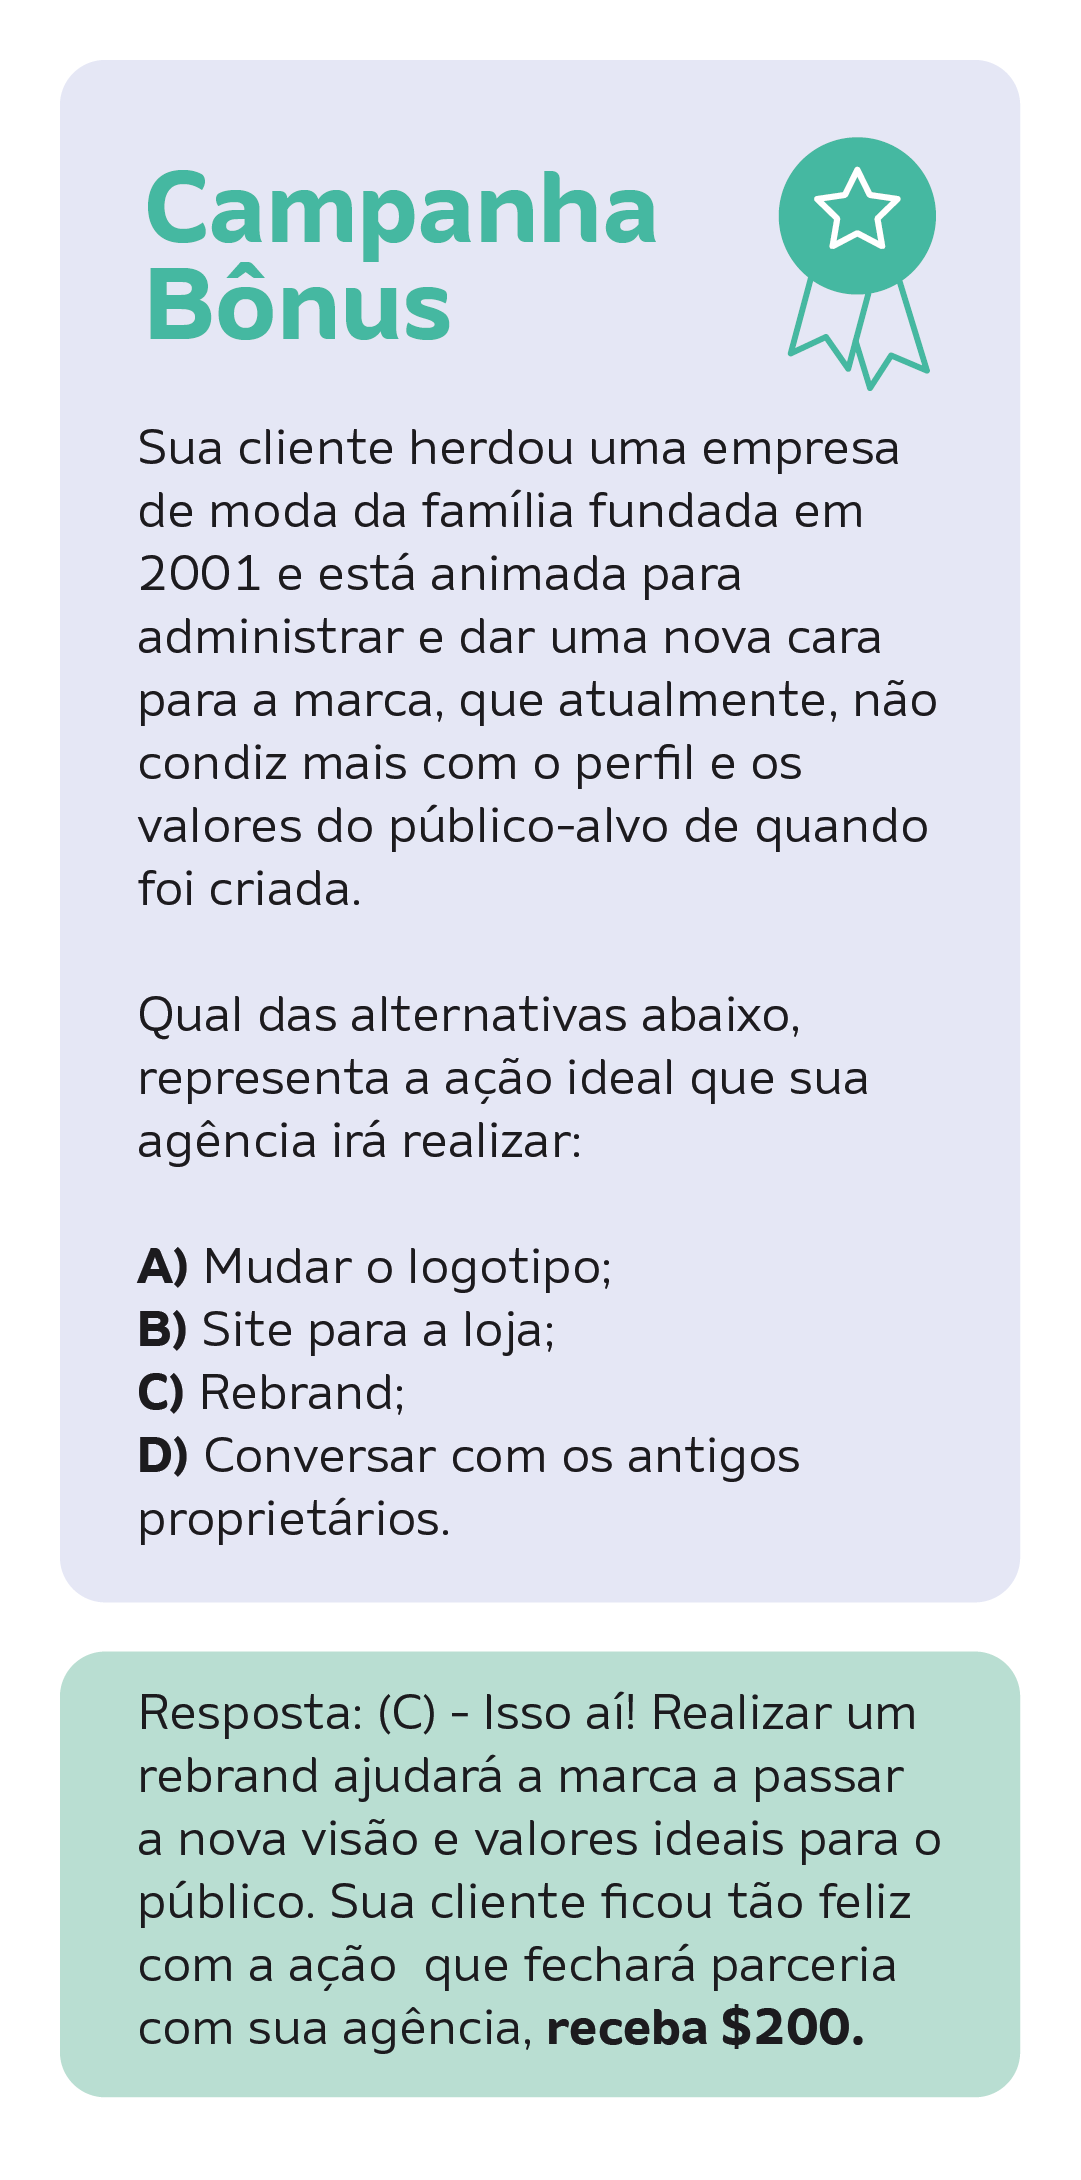 Campanha
Bônus
Sua cliente herdou uma empresa
de moda da família fundada em
2001 e está animada para
administrar e dar uma nova cara
para a marca, que atualmente, não
condiz mais com o perfil e os
valores do público-alvo de quando
foi criada.
Qual das alternativas abaixo,
representa a ação ideal que sua
agência irá realizar:
A) Mudar o logotipo;
B) Site para a loja;
C) Rebrand;
D) Conversar com os antigos
proprietários.
Resposta: (C) - Isso aí! Realizar um
rebrand ajudará a marca a passar
a nova visão e valores ideais para o
público. Sua cliente ficou tão feliz
com a ação  que fechará parceria
com sua agência, receba $200.